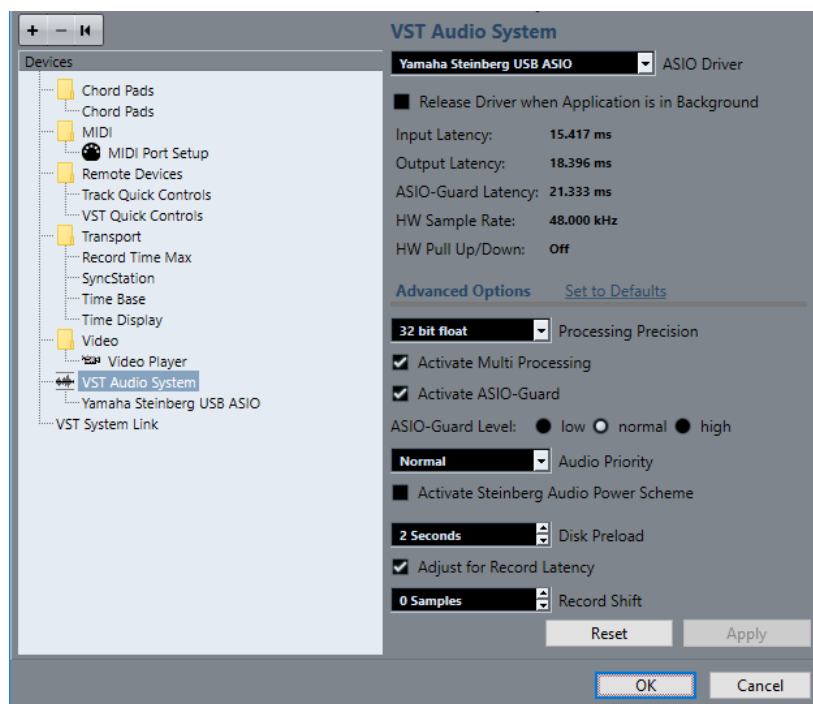 VST Audio System
Devices
Yamaha Steinberg USB ASIO ASIO Driver
Chord Pads
Chord Pads
MIDI
MIDI Port Setup
Remote Devices
Track Quick Controls
VST Quick Controls
Transport
Record Time Max
SyncStation
Time Base
Time Display
Video
Video Player
VST Audio System
Yamaha Steinberg USB ASIO
VST System Link
Release Driver when Application is in Background
Input Latency: 15.417 ms
Output Latency: 18.396 ms
ASIO-Guard Latency: 21.333 ms
HW Sample Rate: 48.000 kHz
HW Pull Up/Down: Off
Advanced Options Set to Defaults
32 bit float Processing Precision
Activate Multi Processing
Activate ASIO-Guard
ASIO-Guard Level: low normal high
Normal Audio Priority
Activate Steinberg Audio Power Scheme
2 Seconds Disk Preload
Adjust for Record Latency
0 Samples Record Shift
Reset Apply
OK Cancel